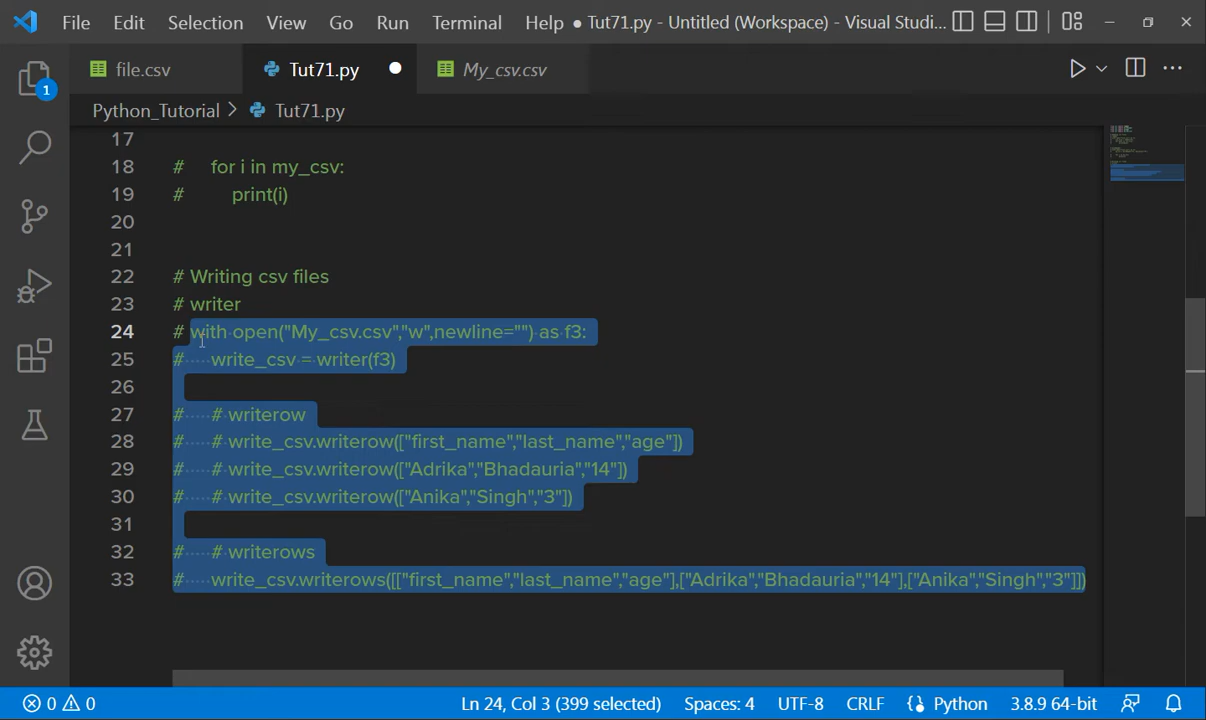 File Edit Selection View Go Run Terminal Help ● Tut71.py - Untitled (Workspace) - Visual Studi...
file.csv Tut71.py My_csv.csv
Python_Tutorial > Tut71.py
1
17
18 #     for i in my_csv:
19 #         print(i)
20
21
22 # Writing csv files
23 # writer
24 # with open("My_csv.csv","w",newline="") as f3:
25 #     write_csv = writer(f3)
26
27 #     # writerow
28 #     # write_csv.writerow(["first_name","last_name","age"])
29 #     # write_csv.writerow(["Adrika","Bhadauria","14"])
30 #     # write_csv.writerow(["Anika","Singh","3"])
31
32 #     # writerows
33 #     write_csv.writerows([["first_name","last_name","age"],["Adrika","Bhadauria","14"],["Anika","Singh","3"]])
0 0 Ln 24, Col 3 (399 selected) Spaces: 4 UTF-8 CRLF Python 3.8.9 64-bit